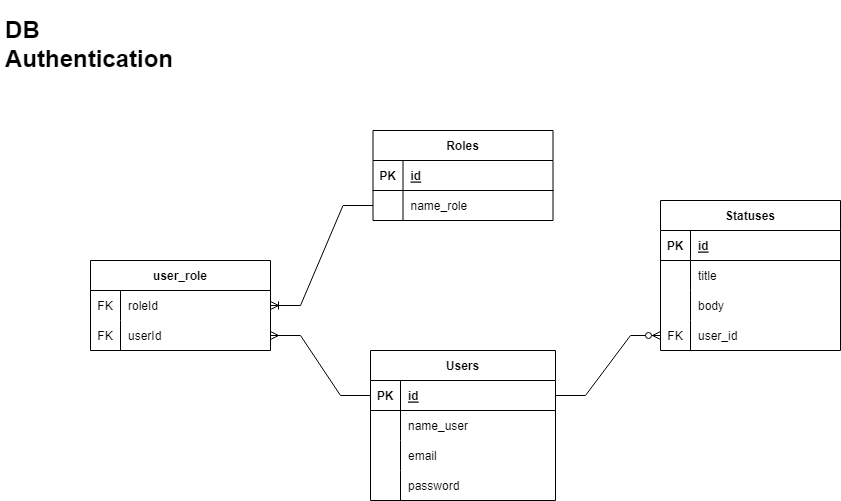 DB
Authentication
Roles
PK id
name_role
Statuses
PK id
title
body
FK user_id
user_role
FK roleId
FK userId
Users
PK id
name_user
email
password